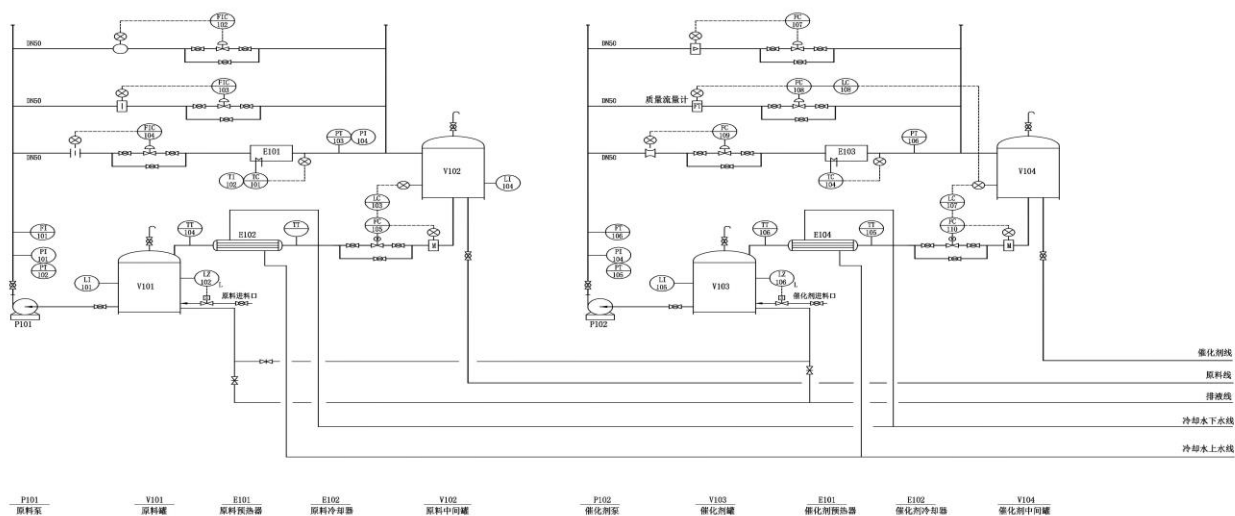 FIC 102
FC 107
DN50
DN50
FIC 103
FC 108
LC 108
DN50
DN50
质量流量计
FT
FIC 104
PT 103
PI 104
FC 109
PT 106
DN50
DN50
E101
E103
V102
V104
TI 102
TC 101
TC 104
LI 104
LC 103
LC 107
FC 105
FC 110
PI 101
TT 104
TT
E102
M
PT 106
TT 106
TT 105
E104
M
PI 101
PT 102
PI 104
PT 105
LI 101
V101
LZ 102
L
原料进料口
LI 105
V103
LZ 106
L
催化剂进料口
P101
P102
催化剂线
原料线
排液线
冷却水下水线
冷却水上水线
P101
原料泵
V101
原料罐
E101
原料预热器
E102
原料冷却器
V102
原料中间罐
P102
催化剂泵
V103
催化剂罐
E101
催化剂预热器
E102
催化剂冷却器
V104
催化剂中间罐